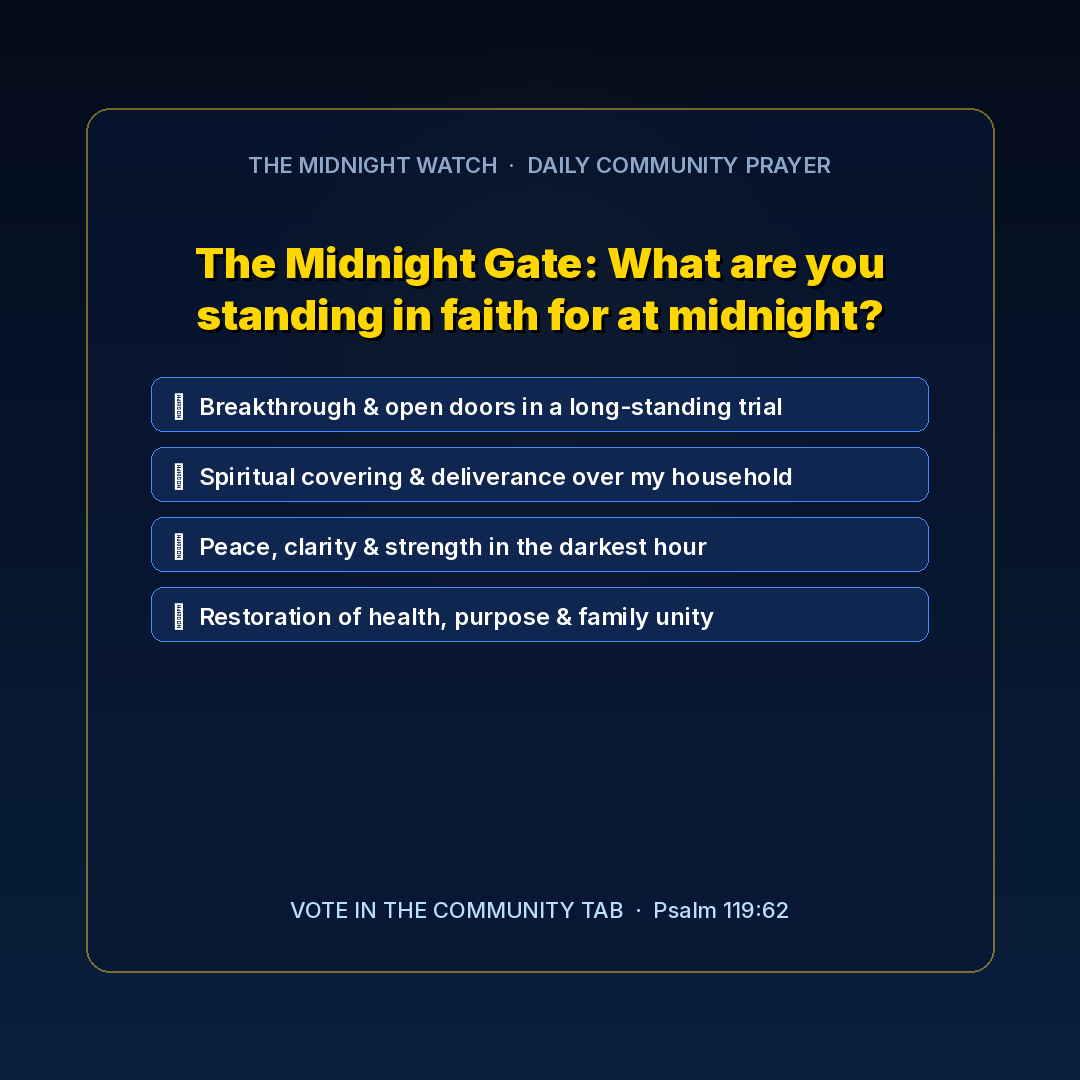 THE MIDNIGHT WATCH · DAILY COMMUNITY PRAYER
The Midnight Gate: What are you
standing in faith for at midnight?
Breakthrough & open doors in a long-standing trial
Spiritual covering & deliverance over my household
Peace, clarity & strength in the darkest hour
Restoration of health, purpose & family unity
VOTE IN THE COMMUNITY TAB · Psalm 119:62